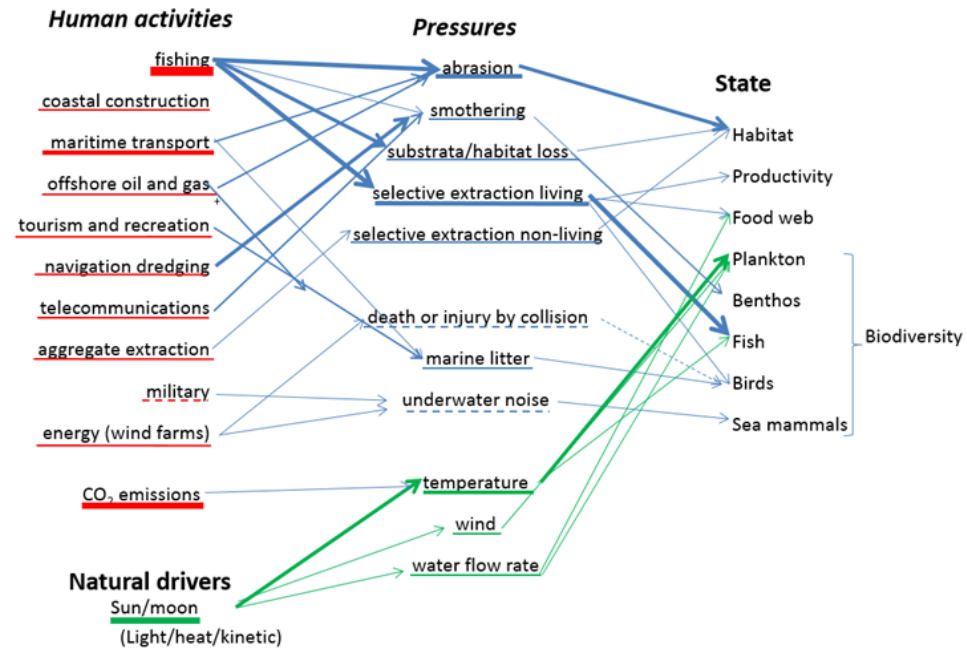 Human activities
fishing
coastal construction
maritime transport
offshore oil and gas
+
tourism and recreation
navigation dredging
telecommunications
aggregate extraction
military
energy (wind farms)
CO₂ emissions
Natural drivers
Sun/moon
(Light/heat/kinetic)
Pressures
abrasion
smothering
substrata/habitat loss
selective extraction living
selective extraction non-living
death or injury by collision
marine litter
underwater noise
temperature
wind
water flow rate
State
Habitat
Productivity
Food web
Plankton
Benthos
Fish
Birds
Sea mammals
Biodiversity